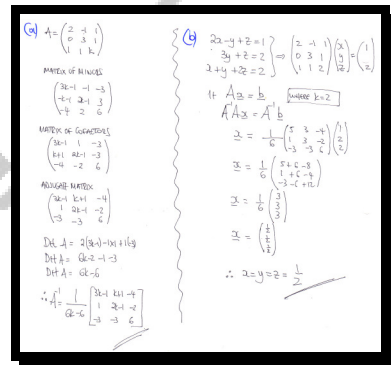 (a) A = ( 2 -1 1
0 3 1
1 1 k )
MATRIX OF MINORS
( 3k-1 -1 -3
-k-1 2k-1 3
-4 2 6 )
MATRIX OF COFACTORS
( 3k-1 1 -3
k+1 2k-1 -3
-4 -2 6 )
ADJUGATE MATRIX
( 3k-1 k+1 -4
1 2k-1 -2
-3 -3 6 )
Det A = 2(3k-1)-1x1+1(-3)
Det A = 6k-2-1-3
Det A = 6k-6
∴ A⁻¹ = 1/(6k-6) [ 3k-1 k+1 -4
1 2k-1 -2
-3 -3 6 ]
(b) 2x-y+z=1
3y+z=2
x+y+2z=2
⇒ ( 2 -1 1
0 3 1
1 1 2 ) ( x
y
z ) = ( 1
2
2 )
If Ax = b WHERE k=2
A⁻¹Ax = A⁻¹b
x = 1/6 ( 5 3 -4
1 3 -2
-3 -3 6 ) ( 1
2
2 )
x = 1/6 ( 5+6-8
1+6-4
-3-6+12 )
x = 1/6 ( 3
3
3 )
x = ( 1/2
1/2
1/2 )
∴ x=y=z= 1/2